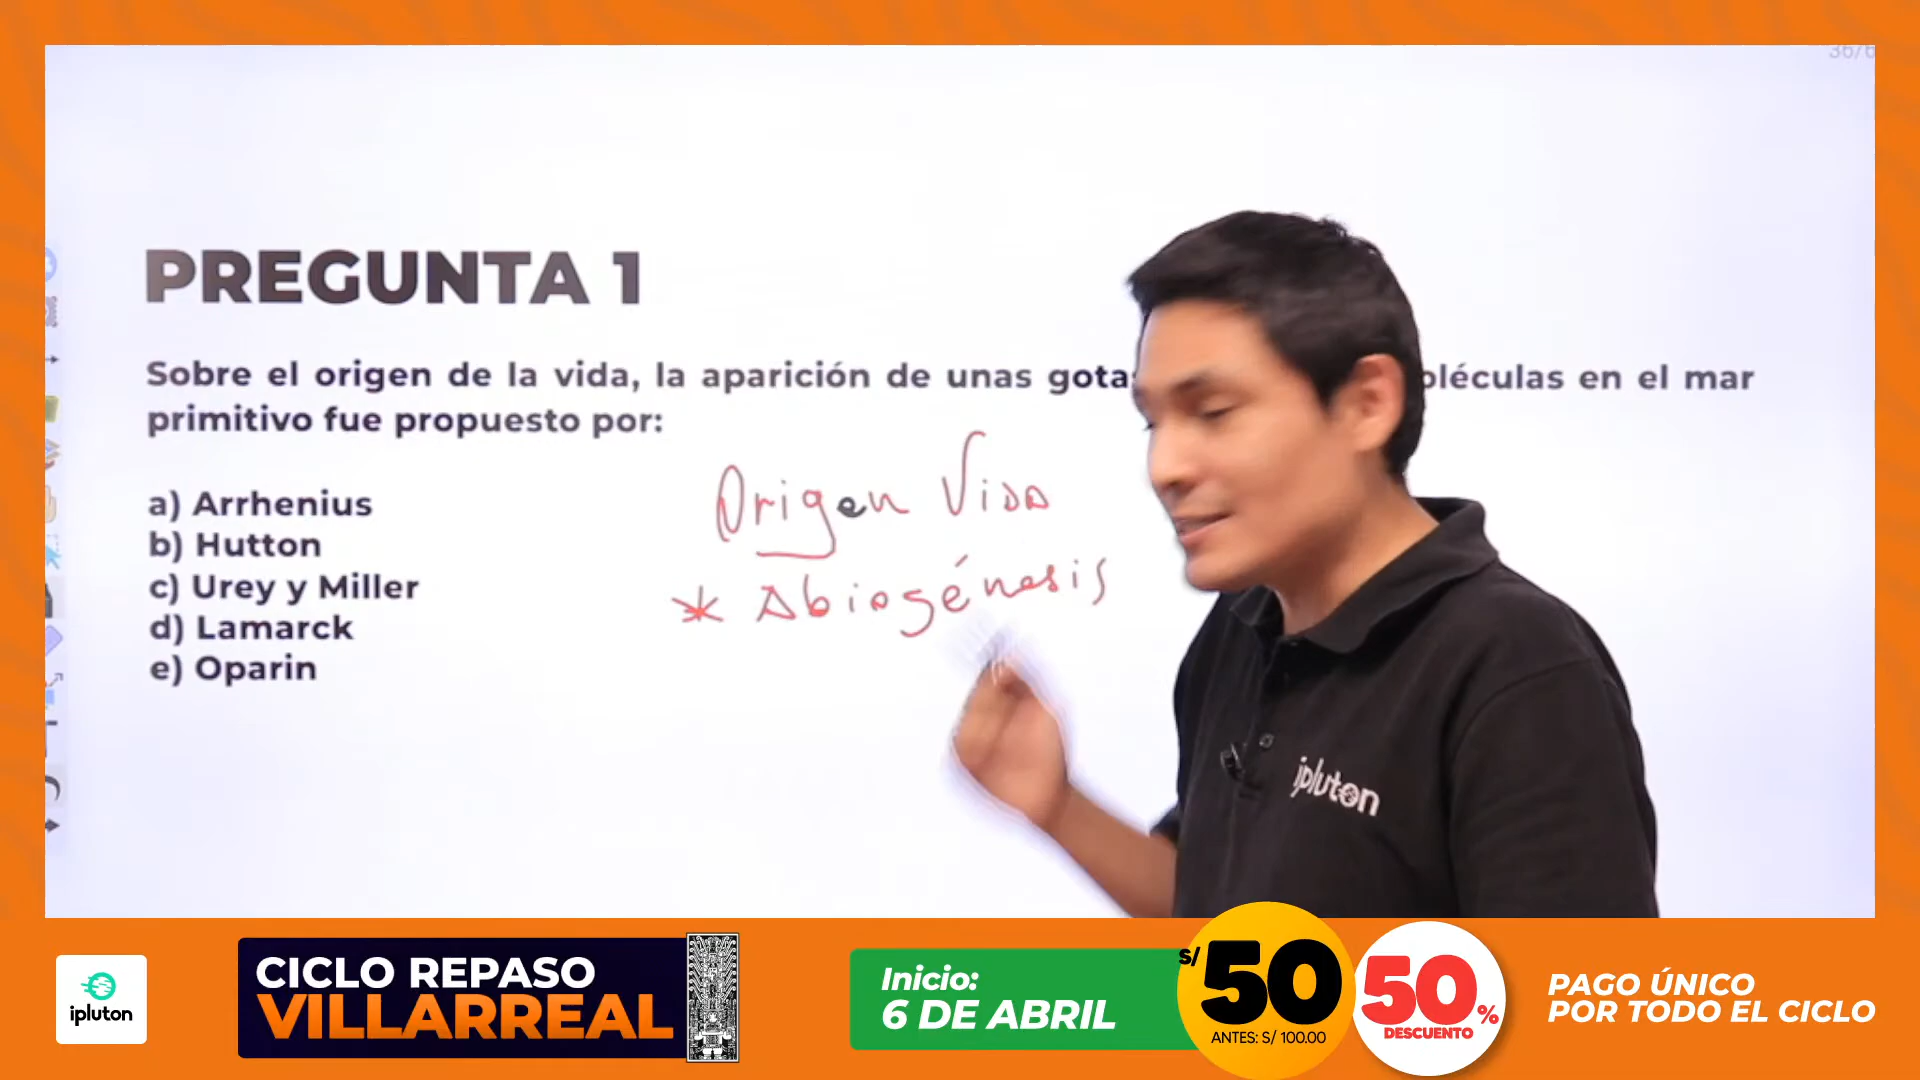 PREGUNTA 1
Sobre el origen de la vida, la aparición de unas gotas
en el mar
primitivo fue propuesto por:
a) Arrhenius
b) Hutton
c) Urey y Miller
d) Lamarck
e) Oparin
Origen Vida
* Abiogénesis
ipluton
ipluton
CICLO REPASO
VILLARREAL
Inicio:
6 DE ABRIL
S/ 50
ANTES: S/ 100.00
50%
DESCUENTO
PAGO ÚNICO
POR TODO EL CICLO